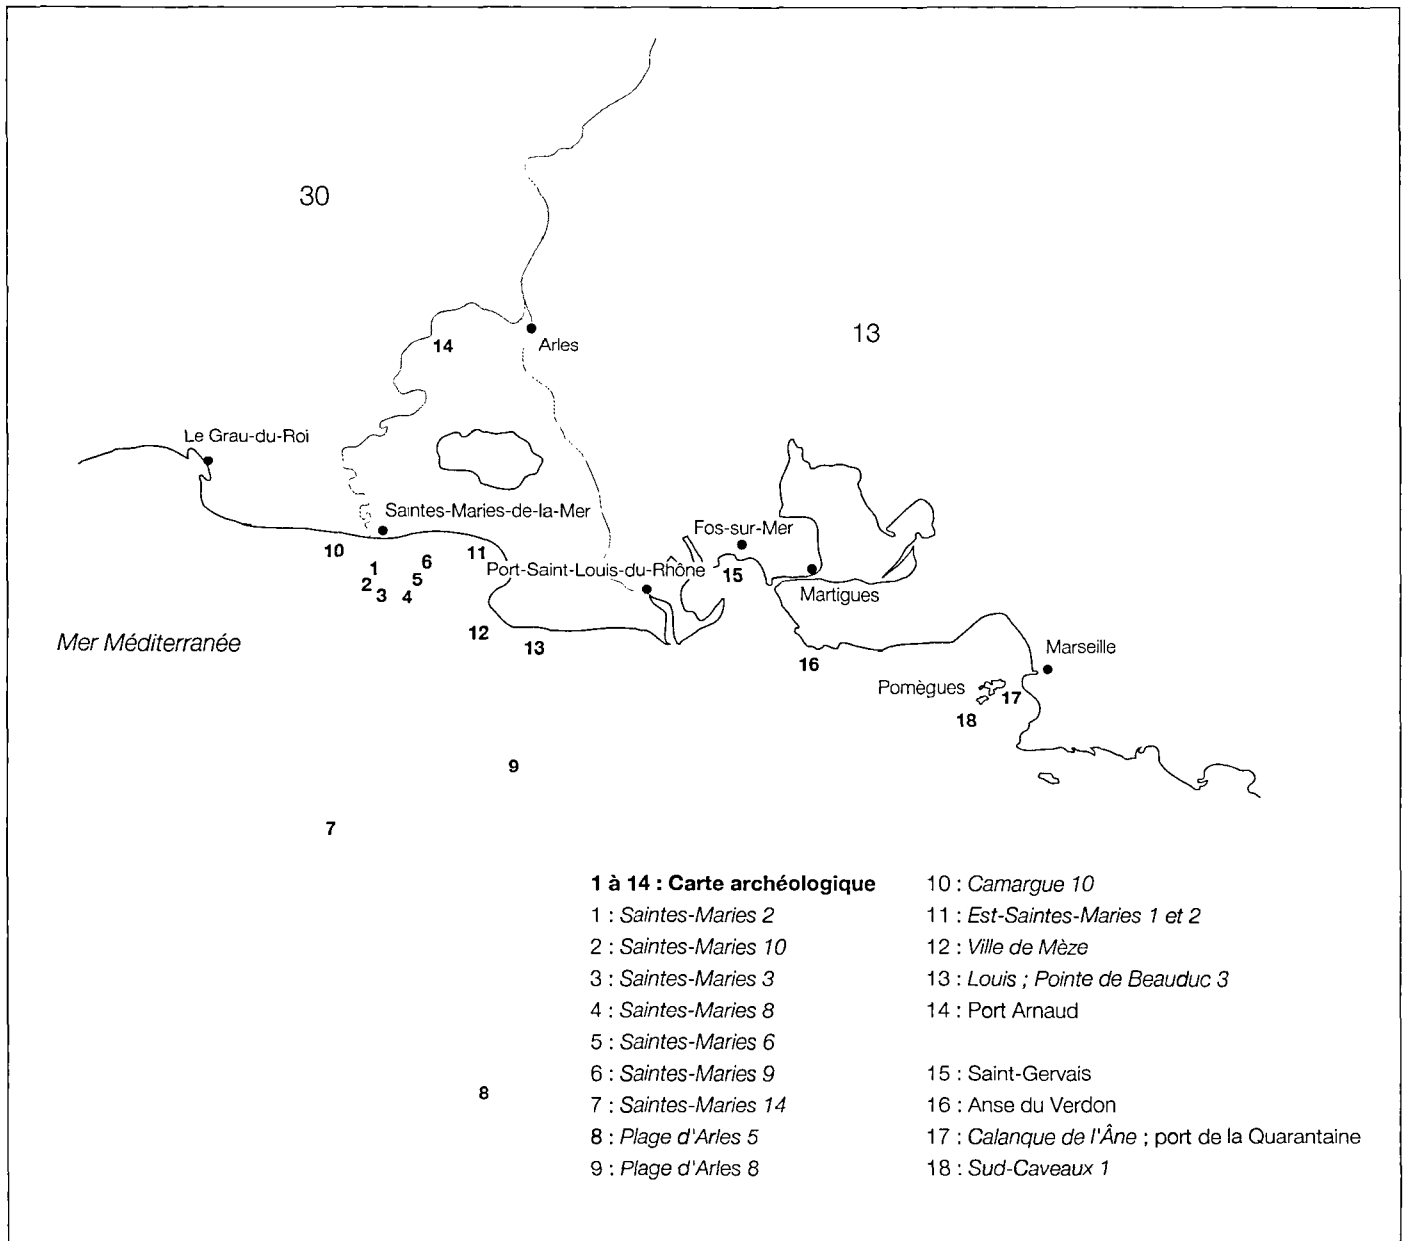 30
13
14
Arles
Le Grau-du-Roi
Saintes-Maries-de-la-Mer
Fos-sur-Mer
10
11
1
6
Port-Saint-Louis-du-Rhône
15
2
5
3
4
Martigues
12
13
Mer Méditerranée
16
Marseille
Pomègues
17
18
9
7
8
1 à 14 : Carte archéologique
1 : Saintes-Maries 2
2 : Saintes-Maries 10
3 : Saintes-Maries 3
4 : Saintes-Maries 8
5 : Saintes-Maries 6
6 : Saintes-Maries 9
7 : Saintes-Maries 14
8 : Plage d'Arles 5
9 : Plage d'Arles 8
10 : Camargue 10
11 : Est-Saintes-Maries 1 et 2
12 : Ville de Mèze
13 : Louis ; Pointe de Beauduc 3
14 : Port Arnaud
15 : Saint-Gervais
16 : Anse du Verdon
17 : Calanque de l'Âne ; port de la Quarantaine
18 : Sud-Caveaux 1